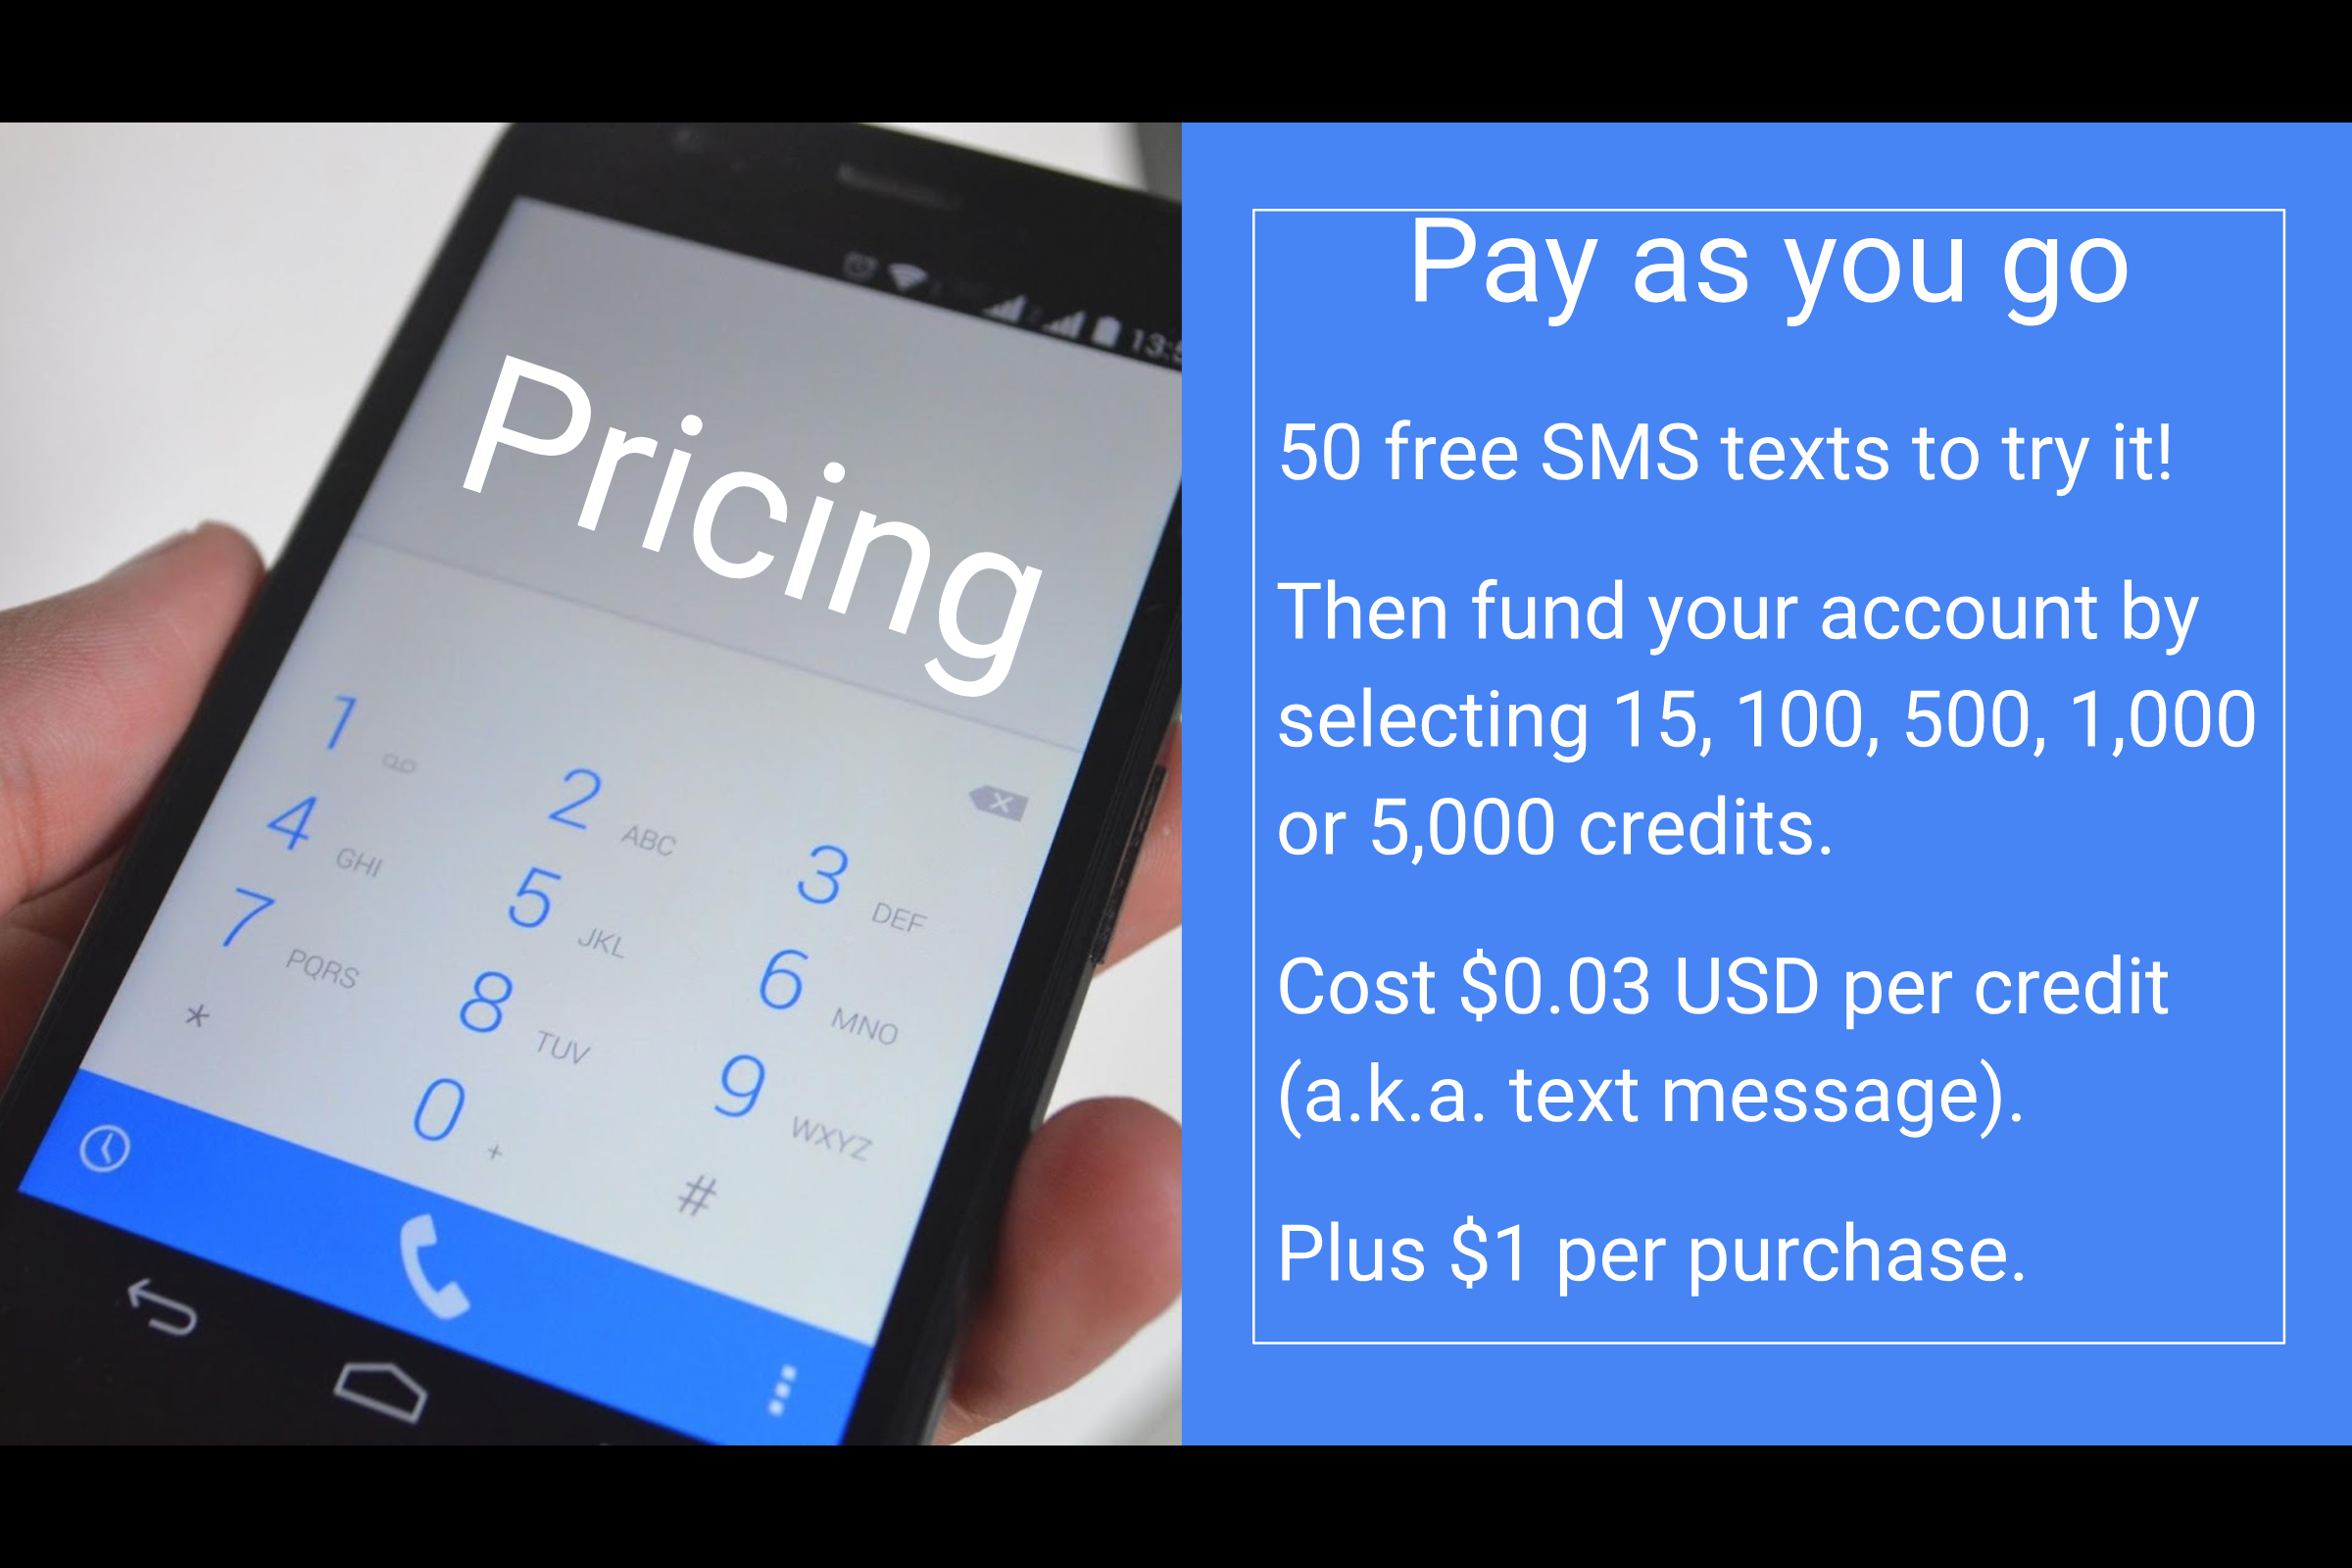 13:5
Pricing
1
2 ABC
3 DEF
4 GHI
5 JKL
6 MNO
7 PQRS
8 TUV
9 WXYZ
*
0 +
#
Pay as you go
50 free SMS texts to try it!
Then fund your account by
selecting 15, 100, 500, 1,000
or 5,000 credits.
Cost $0.03 USD per credit
(a.k.a. text message).
Plus $1 per purchase.